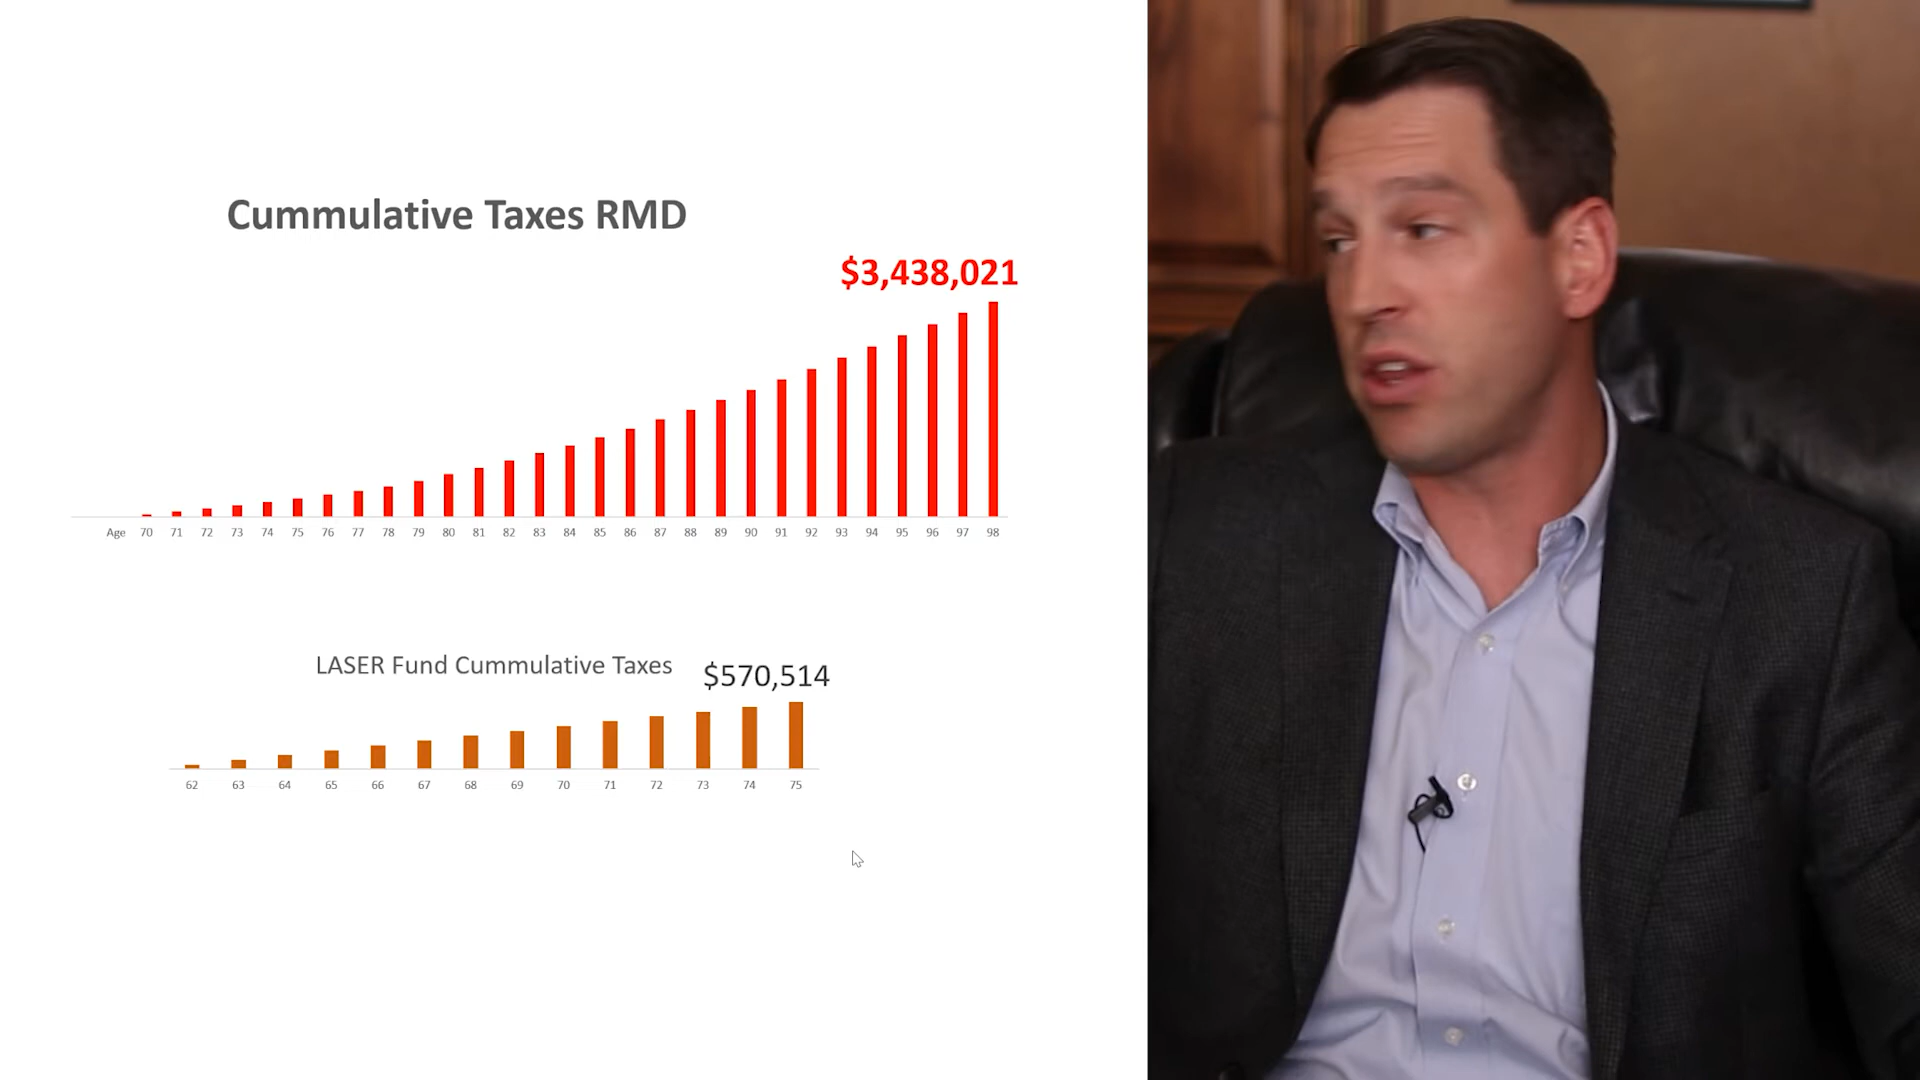 Cummulative Taxes RMD
$3,438,021
Age 70 71 72 73 74 75 76 77 78 79 80 81 82 83 84 85 86 87 88 89 90 91 92 93 94 95 96 97 98
LASER Fund Cummulative Taxes $570,514
62 63 64 65 66 67 68 69 70 71 72 73 74 75